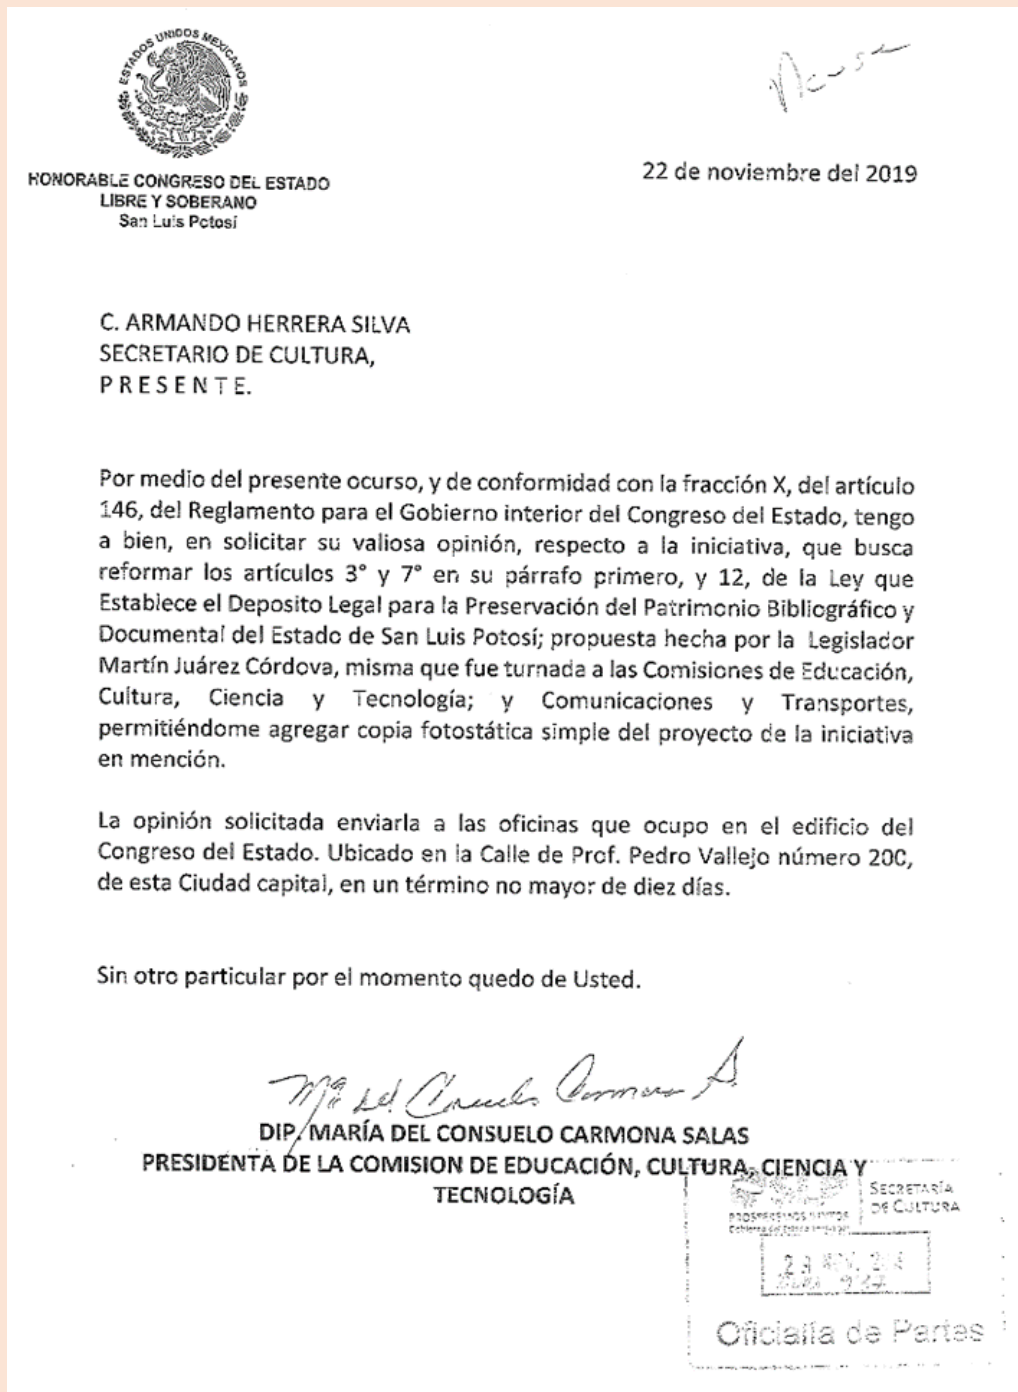 ESTADOS UNIDOS MEXICANOS
HONORABLE CONGRESO DEL ESTADO
LIBRE Y SOBERANO
San Luis Potosí
22 de noviembre del 2019
C. ARMANDO HERRERA SILVA
SECRETARIO DE CULTURA,
P R E S E N T E.
Por medio del presente ocurso, y de conformidad con la fracción X, del artículo
146, del Reglamento para el Gobierno interior del Congreso del Estado, tengo
a bien, en solicitar su valiosa opinión, respecto a la iniciativa, que busca
reformar los artículos 3° y 7° en su párrafo primero, y 12, de la Ley que
Establece el Deposito Legal para la Preservación del Patrimonio Bibliográfico y
Documental del Estado de San Luis Potosí; propuesta hecha por la Legislador
Martín Juárez Córdova, misma que fue turnada a las Comisiones de Educación,
Cultura, Ciencia y Tecnología; y Comunicaciones y Transportes,
permitiéndome agregar copia fotostática simple del proyecto de la iniciativa
en mención.
La opinión solicitada enviarla a las oficinas que ocupo en el edificio del
Congreso del Estado. Ubicado en la Calle de Prof. Pedro Vallejo número 200,
de esta Ciudad capital, en un término no mayor de diez días.
Sin otro particular por el momento quedo de Usted.
Mª del Consuelo Carmona S.
DIP. MARÍA DEL CONSUELO CARMONA SALAS
PRESIDENTA DE LA COMISION DE EDUCACIÓN, CULTURA, CIENCIA Y
TECNOLOGÍA
SECRETARÍA
DE CULTURA
Oficialía de Partes